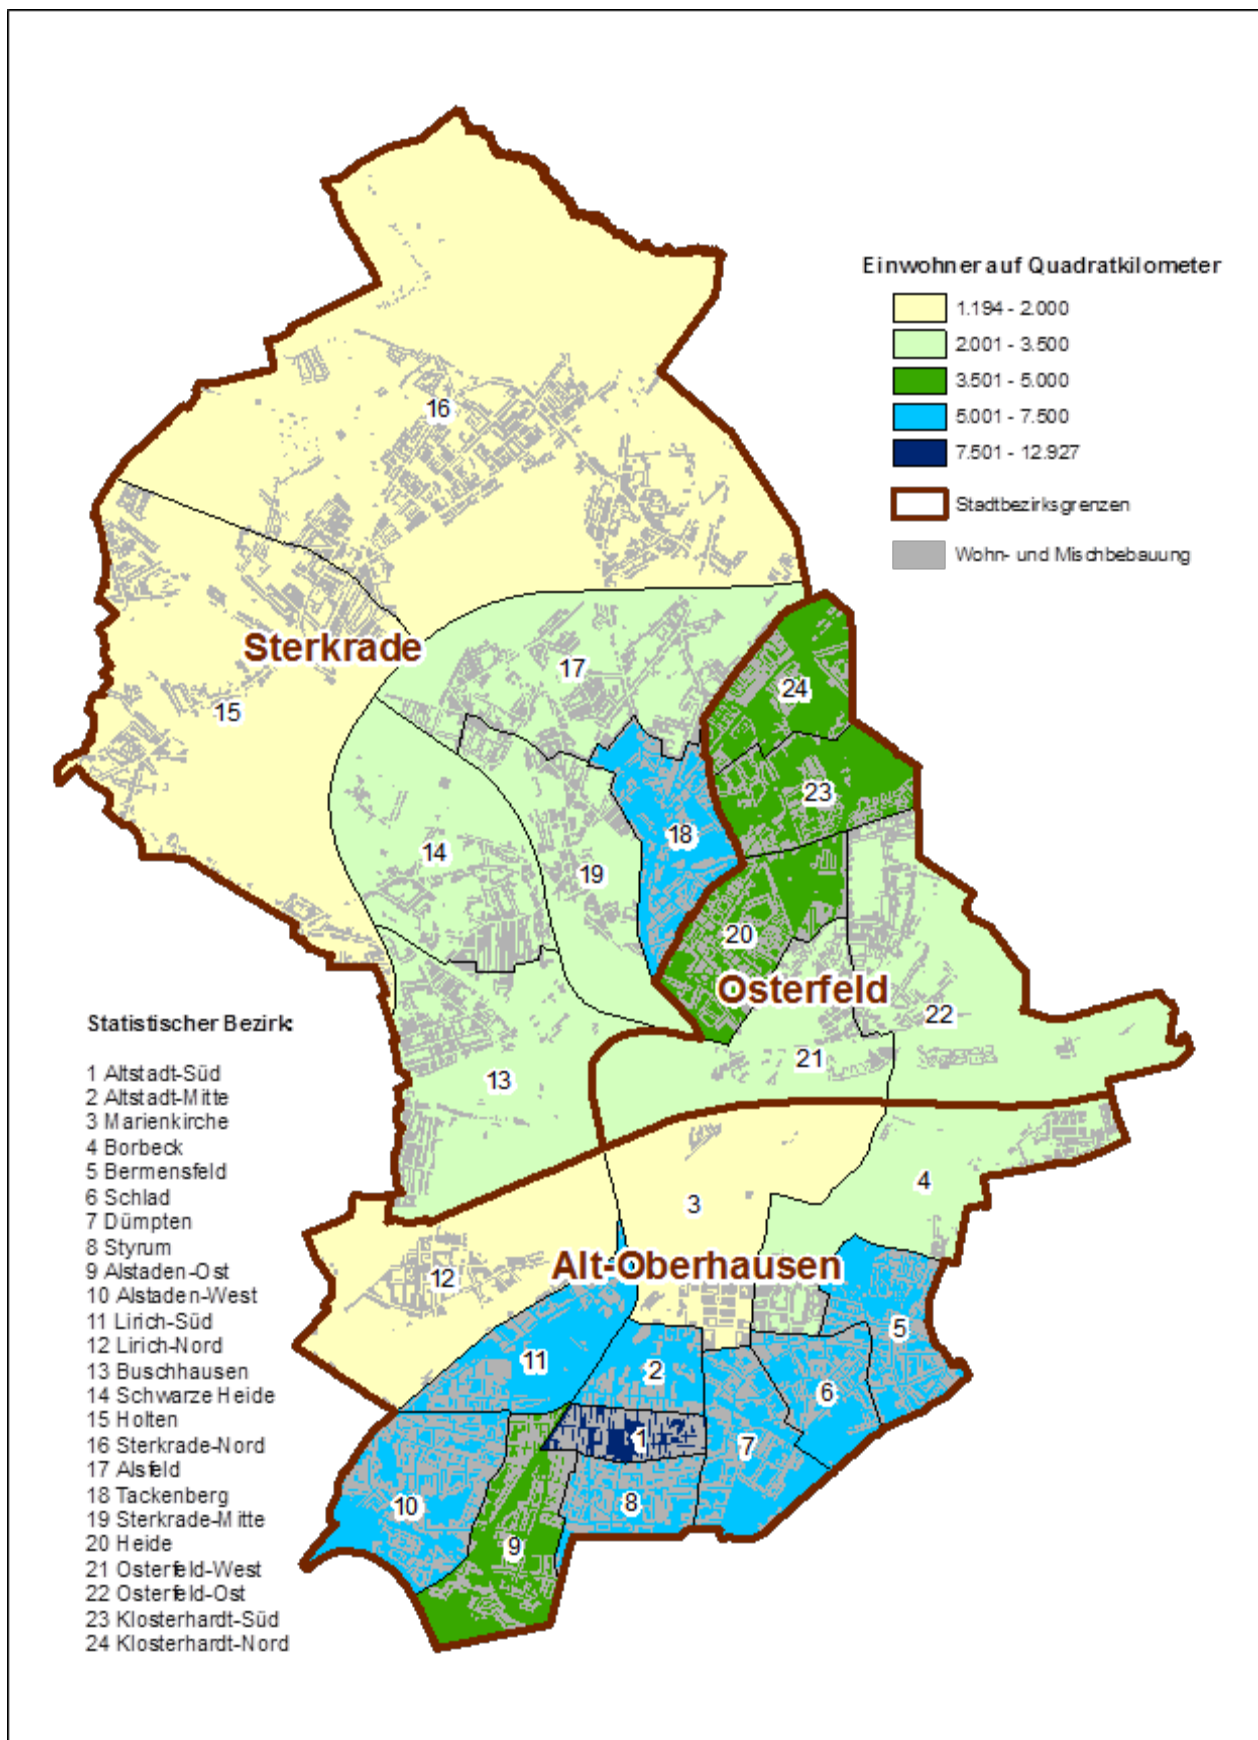 Einwohner auf Quadratkilometer
1.194 - 2.000
2.001 - 3.500
3.501 - 5.000
5.001 - 7.500
7.501 - 12.927
Stadtbezirksgrenzen
Wohn- und Mischbebauung
16
Sterkrade
17
24
15
23
18
14
19
20
Osterfeld
22
21
13
3
4
Alt-Oberhausen
12
5
11
2
6
1
7
10
8
9
Statistischer Bezirk:
1 Altstadt-Süd
2 Altstadt-Mitte
3 Marienkirche
4 Borbeck
5 Bermensfeld
6 Schlad
7 Dümpten
8 Styrum
9 Alstaden-Ost
10 Alstaden-West
11 Lirich-Süd
12 Lirich-Nord
13 Buschhausen
14 Schwarze Heide
15 Holten
16 Sterkrade-Nord
17 Alsfeld
18 Tackenberg
19 Sterkrade-Mitte
20 Heide
21 Osterfeld-West
22 Osterfeld-Ost
23 Klosterhardt-Süd
24 Klosterhardt-Nord